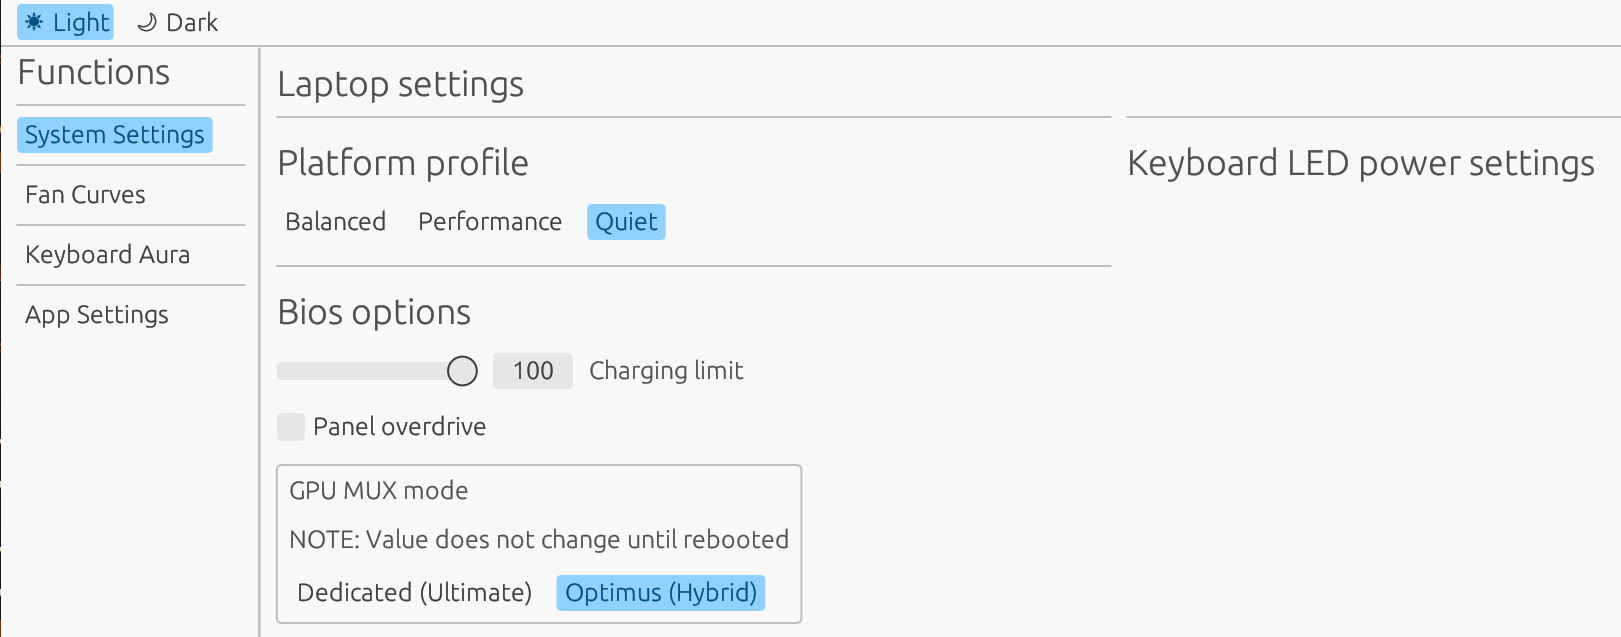 Light Dark
Functions
System Settings
Fan Curves
Keyboard Aura
App Settings
Laptop settings
Platform profile
Balanced Performance Quiet
Bios options
100 Charging limit
Panel overdrive
GPU MUX mode
NOTE: Value does not change until rebooted
Dedicated (Ultimate) Optimus (Hybrid)
Keyboard LED power settings